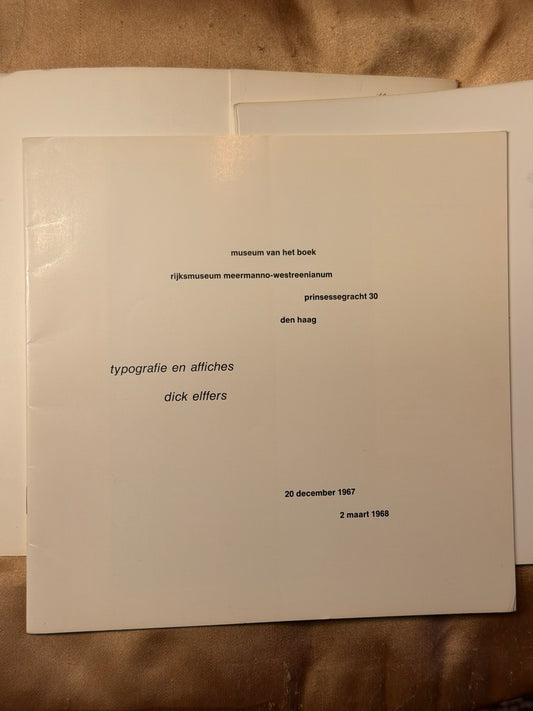 museum van het boek
rijksmuseum meermanno-westreenianum
prinsessegracht 30
den haag
typografie en affiches
dick elffers
20 december 1967
2 maart 1968